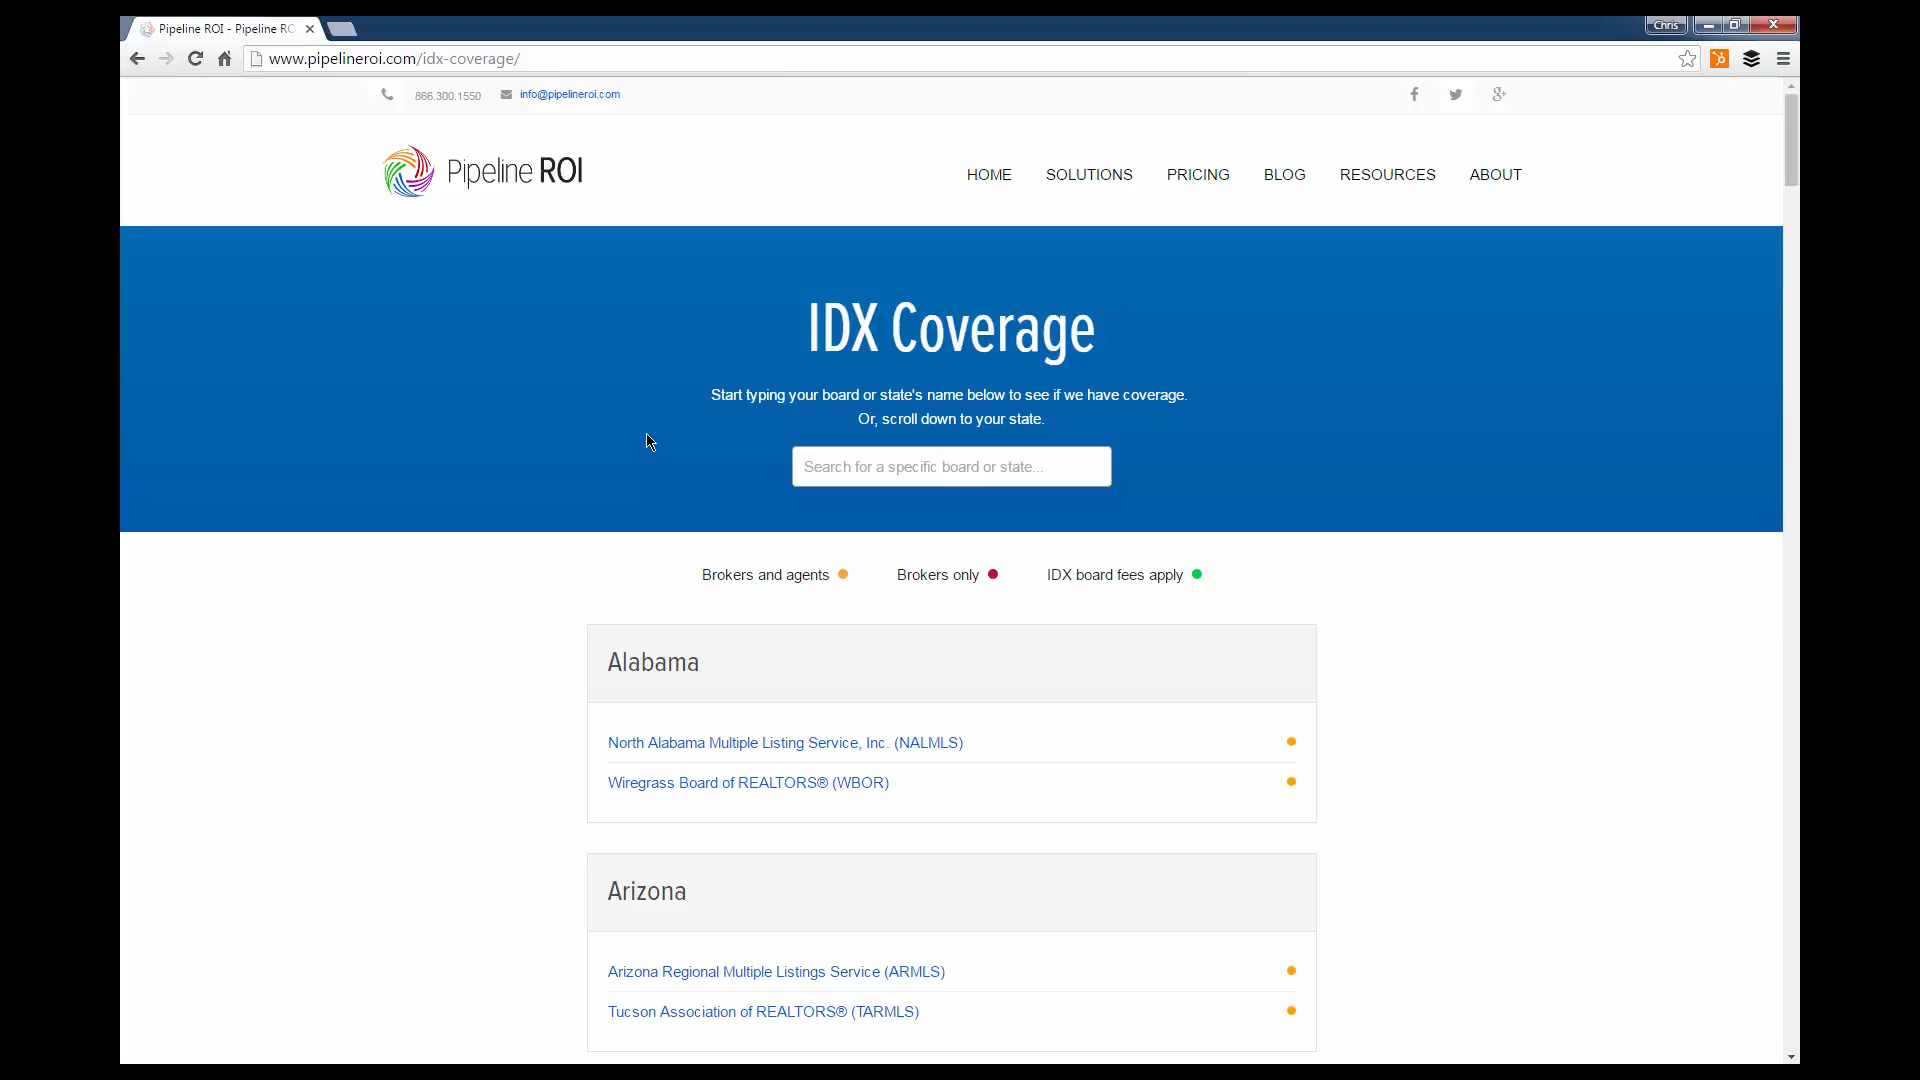 Pipeline ROI - Pipeline RO
Chris
www.pipelineroi.com/idx-coverage/
866.300.1550 info@pipelineroi.com
Pipeline ROI
HOME SOLUTIONS PRICING BLOG RESOURCES ABOUT
IDX Coverage
Start typing your board or state's name below to see if we have coverage.
Or, scroll down to your state.
Search for a specific board or state...
Brokers and agents Brokers only IDX board fees apply
Alabama
North Alabama Multiple Listing Service, Inc. (NALMLS)
Wiregrass Board of REALTORS® (WBOR)
Arizona
Arizona Regional Multiple Listings Service (ARMLS)
Tucson Association of REALTORS® (TARMLS)